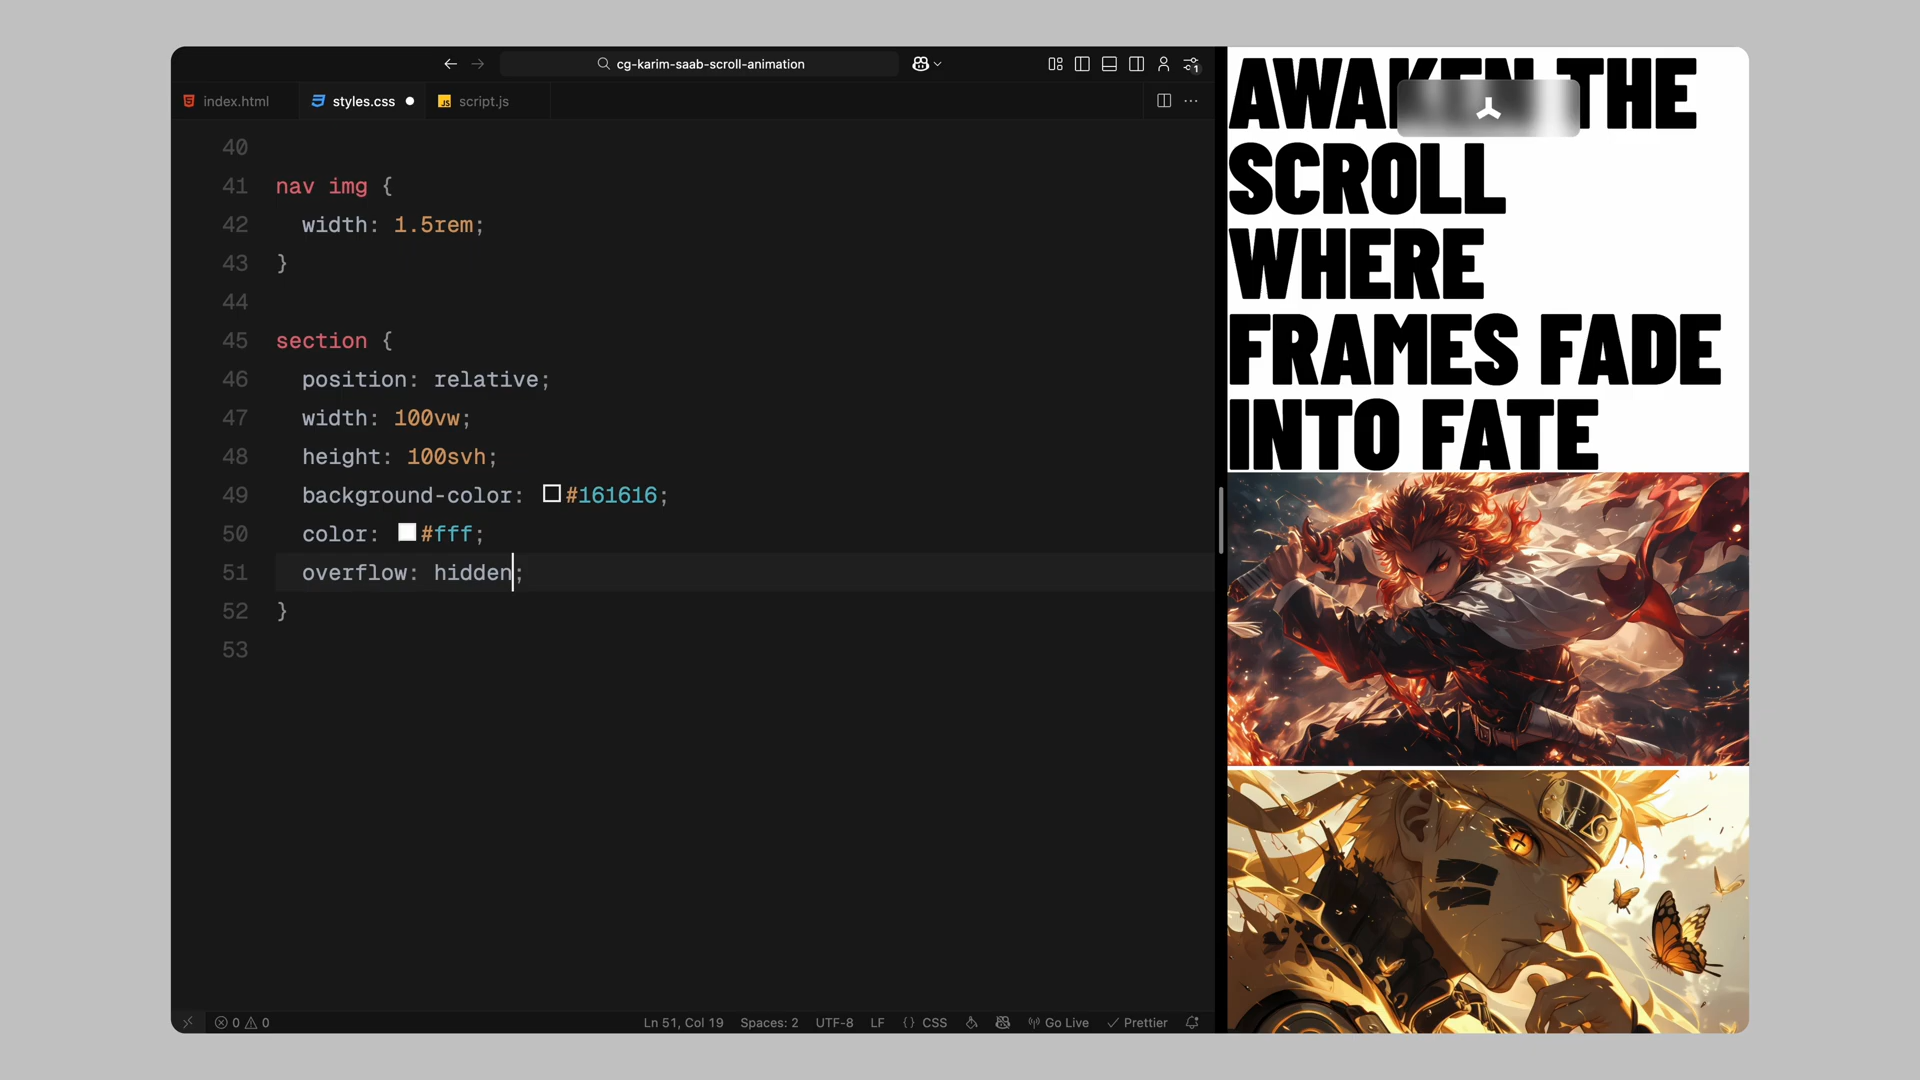 cg-karim-saab-scroll-animation
index.html
styles.css
JS script.js
40
41 nav img {
42 width: 1.5rem;
43 }
44
45 section {
46 position: relative;
47 width: 100vw;
48 height: 100svh;
49 background-color: #161616;
50 color: #fff;
51 overflow: hidden;
52 }
53
0 0
Ln 51, Col 19 Spaces: 2 UTF-8 LF {} CSS Go Live Prettier
AWAKEN THE
SCROLL
WHERE
FRAMES FADE
INTO FATE